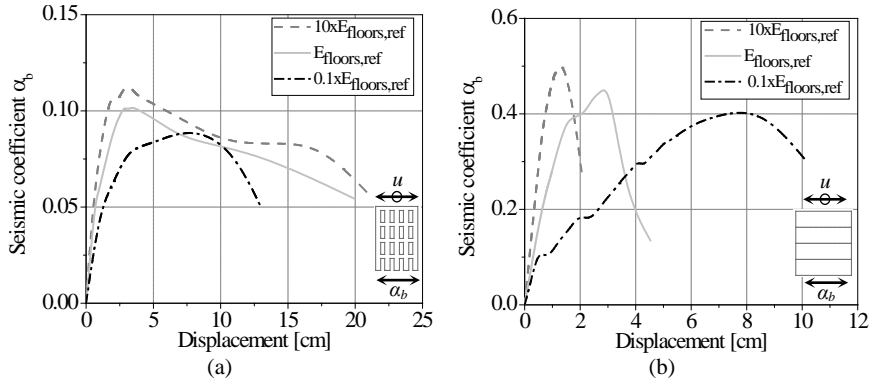 0.15
0.10
0.05
0.00
Seismic coefficient αb
10xEfloors,ref
Efloors,ref
0.1xEfloors,ref
u
αb
0 5 10 15 20 25
Displacement [cm]
(a)
0.6
0.4
0.2
0.0
Seismic coefficient αb
10xEfloors,ref
Efloors,ref
0.1xEfloors,ref
u
αb
0 2 4 6 8 10 12
Displacement [cm]
(b)